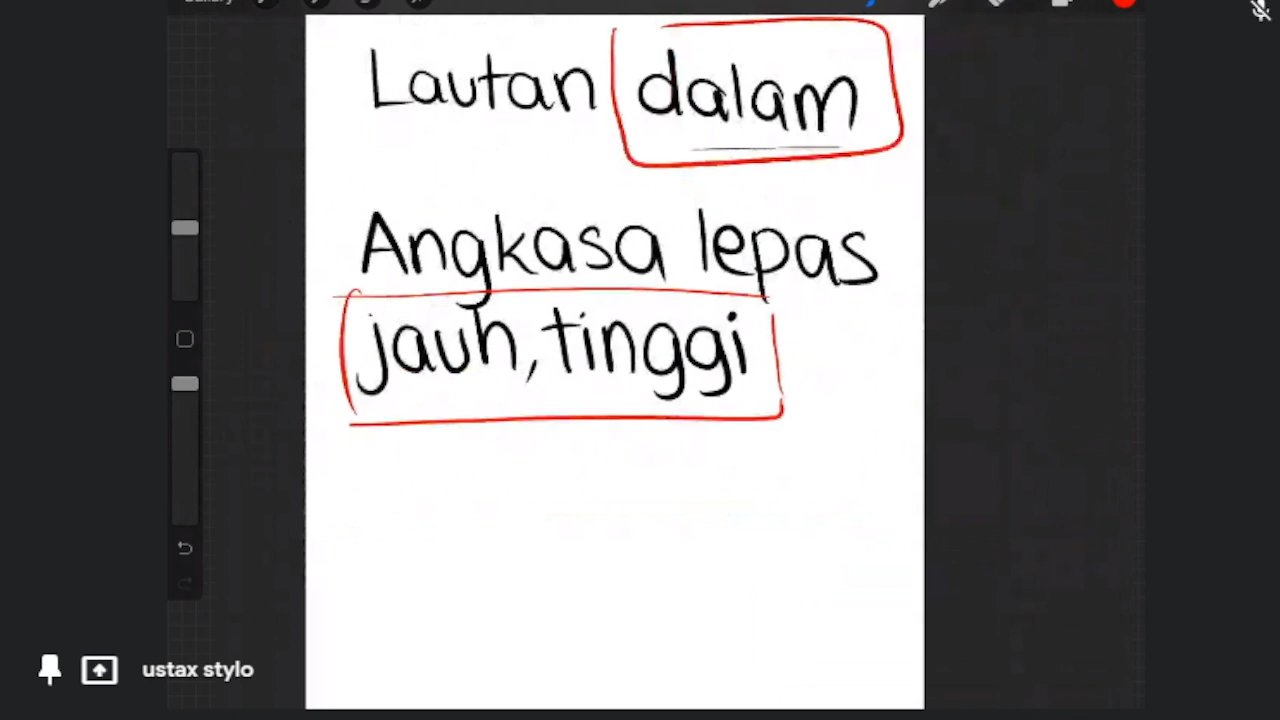 Lautan dalam
Angkasa lepas
jauh, tinggi
ustax stylo